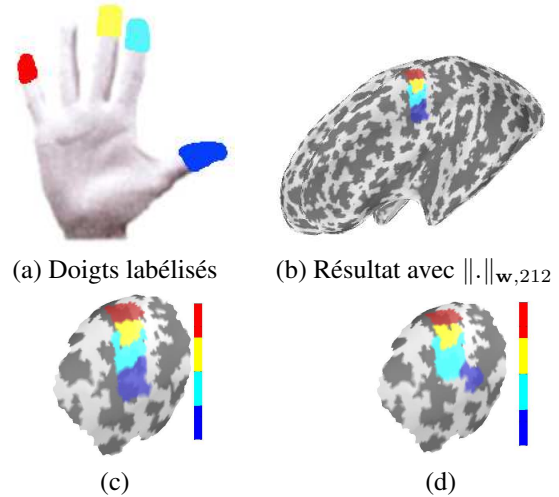 (a) Doigts labélisés
(b) Résultat avec ‖.‖w,212
(c)
(d)